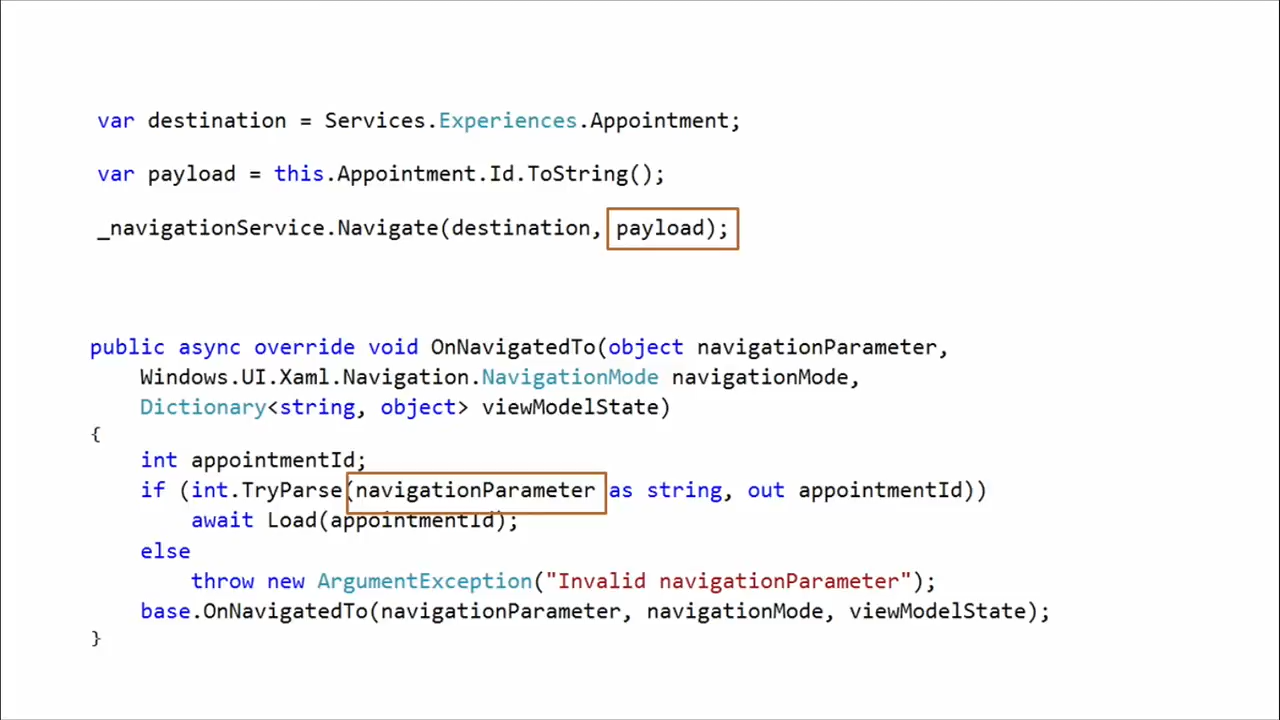 var destination = Services.Experiences.Appointment;
var payload = this.Appointment.Id.ToString();
_navigationService.Navigate(destination, payload);
public async override void OnNavigatedTo(object navigationParameter,
Windows.UI.Xaml.Navigation.NavigationMode navigationMode,
Dictionary<string, object> viewModelState)
{
int appointmentId;
if (int.TryParse(navigationParameter as string, out appointmentId))
await Load(appointmentId);
else
throw new ArgumentException("Invalid navigationParameter");
base.OnNavigatedTo(navigationParameter, navigationMode, viewModelState);
}